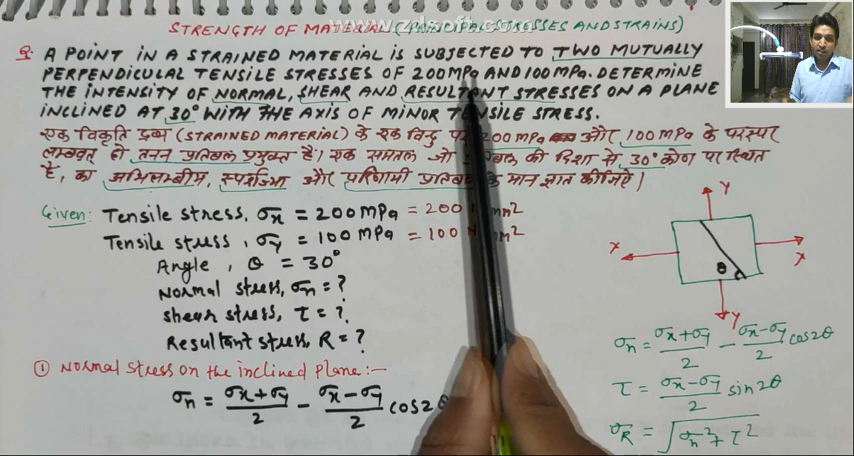 STRENGTH OF MATERIAL (PRINCIPAL STRESSES AND STRAINS)
Q. A POINT IN A STRAINED MATERIAL IS SUBJECTED TO TWO MUTUALLY
PERPENDICUL TENSILE STRESSES OF 200MPa AND 100 MPa. DETERMINE
THE INTENSITY OF NORMAL, SHEAR AND RESULTANT STRESSES ON A PLANE
INCLINED AT 30° WITH THE AXIS OF MINOR TENSILE STRESS.
एक विकृति द्रव्य (STRAINED MATERIAL) के एक बिन्दु पर 200 MPa और 100 MPa के परस्पर
लम्बवत् तनन प्रतिबल प्रयुक्त हैं। एक समतल जो की दिशा से 30° कोण पर स्थित
है, का अभिलम्बीय, और परिणामी के मान ज्ञात कीजिए।
Given: Tensile stress, σx = 200 MPa = 200
Tensile stress, σy = 100 MPa = 100
Angle, θ = 30°
Normal stress, σn = ?
shear stress, τ = ?
Resultant stress R = ?
① Normal stress on the inclined plane :-
σn = (σx + σy)/2 - (σx - σy)/2 cos2θ
Y
X
X
θ
Y
σn = (σx + σy)/2 - (σx - σy)/2 cos2θ
τ = (σx - σy)/2 sin2θ
σR = √(σn² + τ²)